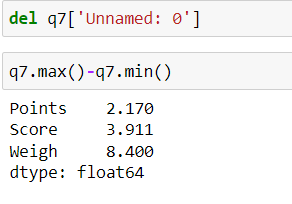 del q7['Unnamed: 0']
q7.max()-q7.min()
Points    2.170
Score     3.911
Weigh     8.400
dtype: float64